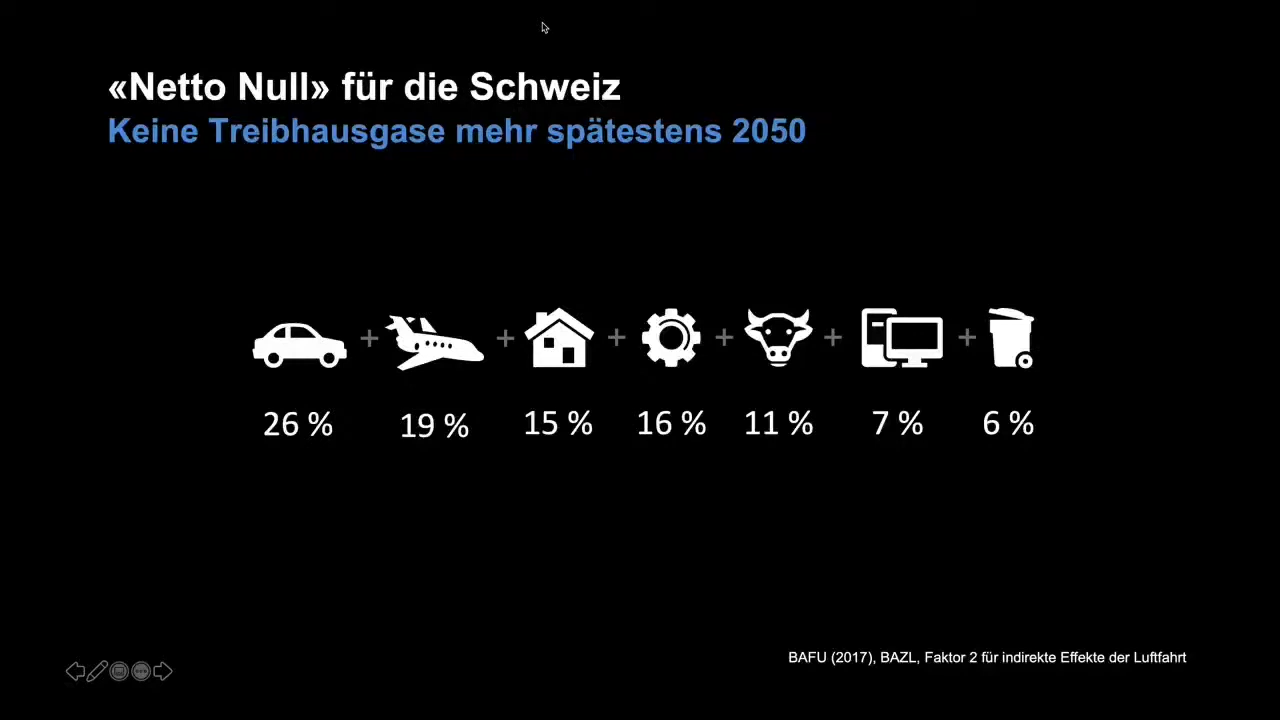 «Netto Null» für die Schweiz
Keine Treibhausgase mehr spätestens 2050
+ + + + + +
26 % 19 % 15 % 16 % 11 % 7 % 6 %
BAFU (2017), BAZL, Faktor 2 für indirekte Effekte der Luftfahrt